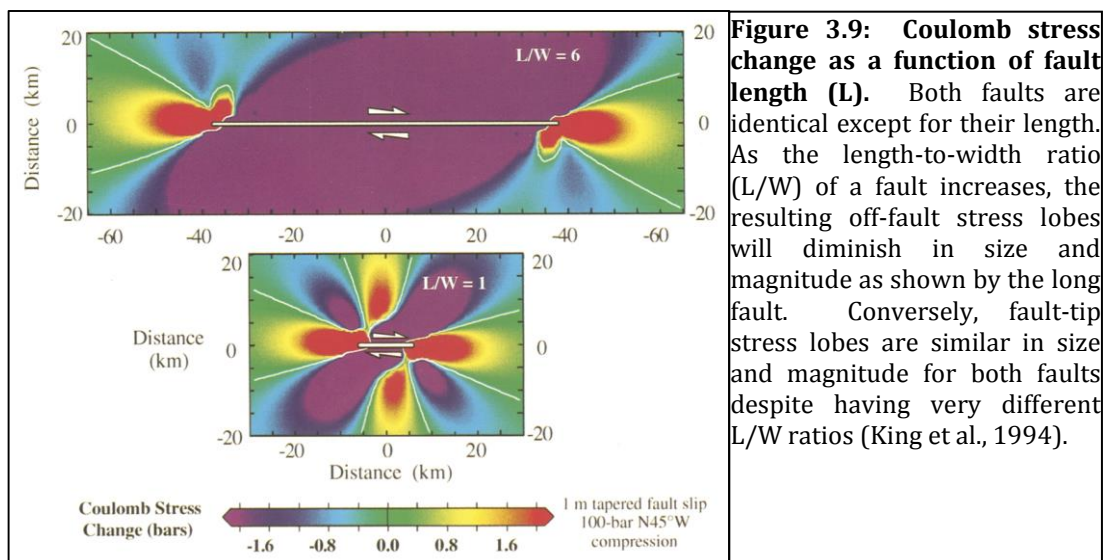 20
20
L/W = 6
Distance (km)
0
0
-20
-20
-60
-40
-20
0
-20
-40
-60
20
20
L/W = 1
Distance
(km)
0
0
-20
-20
-20
0
20
Distance (km)
Coulomb Stress
Change (bars)
-1.6
-0.8
0.0
0.8
1.6
1 m tapered fault slip
100-bar N45°W
compression
Figure 3.9: Coulomb stress
change as a function of fault
length (L). Both faults are
identical except for their length.
As the length-to-width ratio
(L/W) of a fault increases, the
resulting off-fault stress lobes
will diminish in size and
magnitude as shown by the long
fault. Conversely, fault-tip
stress lobes are similar in size
and magnitude for both faults
despite having very different
L/W ratios (King et al., 1994).